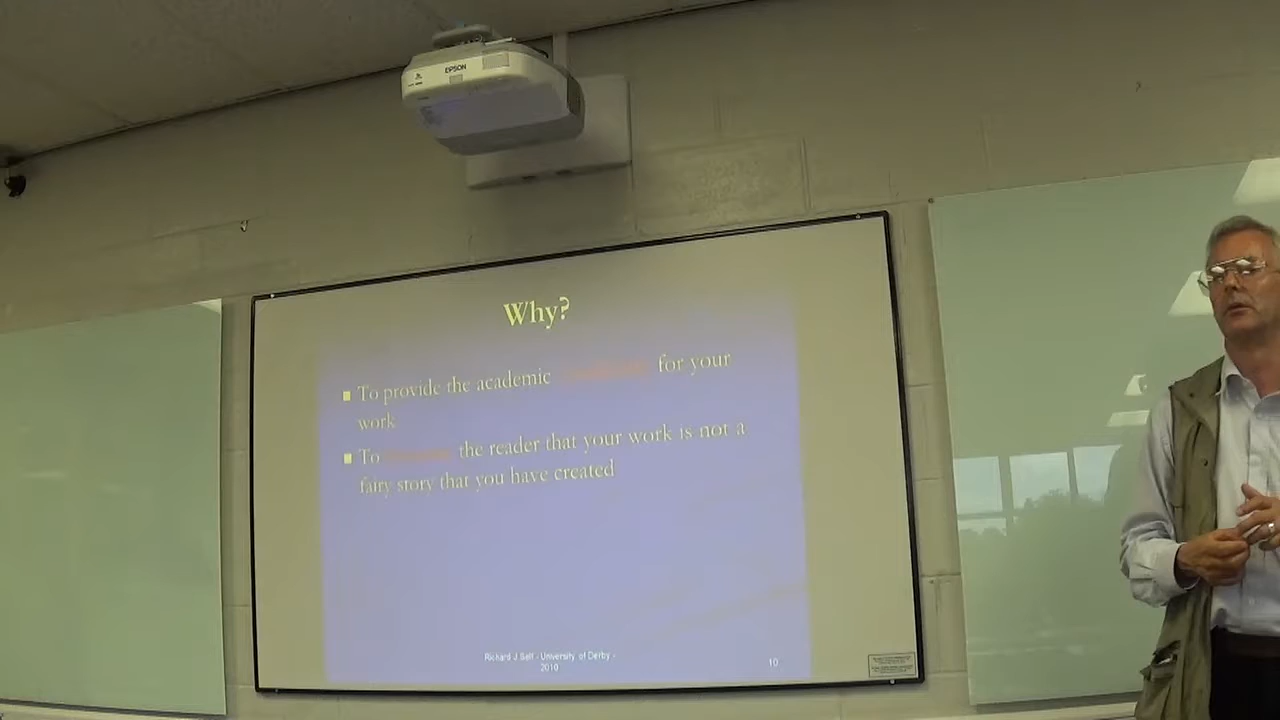 EPSON
Why?
To provide the academic for your
work
To the reader that your work is not a
fairy story that you have created
Richard J Self - University of Derby -
2010
10